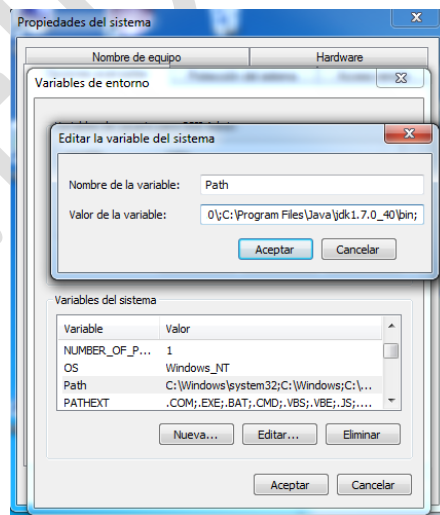 Propiedades del sistema
Nombre de equipo
Hardware
Variables de entorno
Editar la variable del sistema
Nombre de la variable:
Path
Valor de la variable:
0\;C:\Program Files\Java\jdk1.7.0_40\bin;
Aceptar
Cancelar
Variables del sistema
Variable Valor
NUMBER_OF_P... 1
OS Windows_NT
Path C:\Windows\system32;C:\Windows;C:\...
PATHEXT .COM;.EXE;.BAT;.CMD;.VBS;.VBE;.JS;....
Nueva...
Editar...
Eliminar
Aceptar
Cancelar